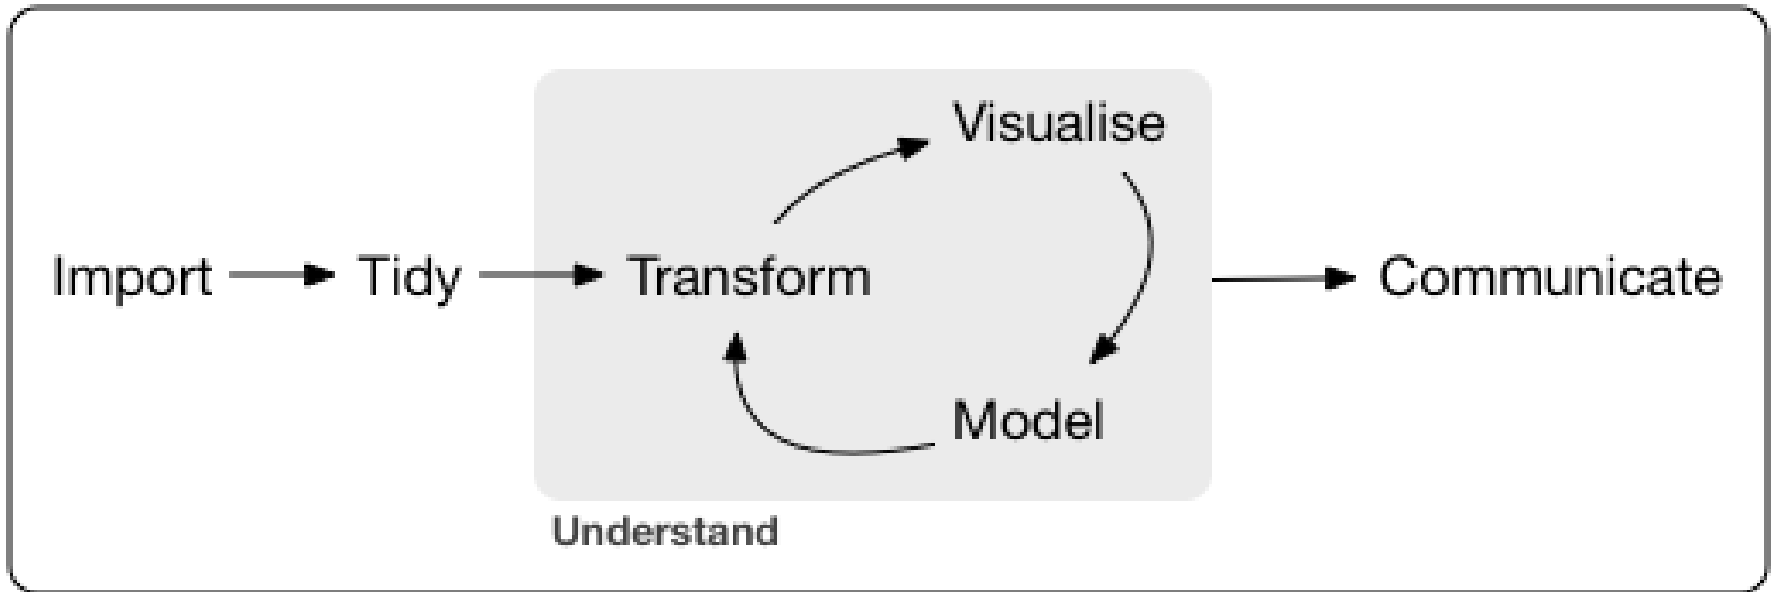 Visualise
Import Tidy Transform Communicate
Model
Understand